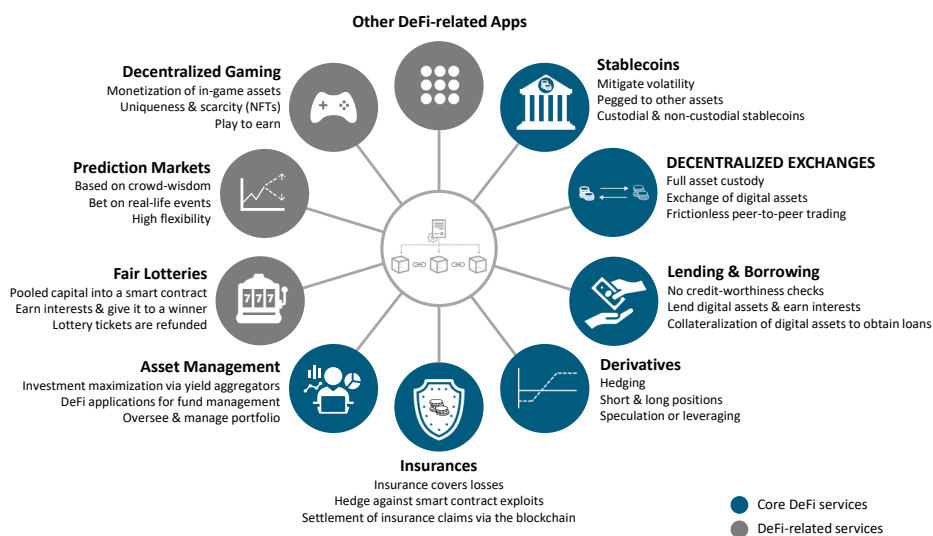 Other DeFi-related Apps
Stablecoins
Mitigate volatility
Pegged to other assets
Custodial & non-custodial stablecoins
DECENTRALIZED EXCHANGES
Full asset custody
Exchange of digital assets
Frictionless peer-to-peer trading
Lending & Borrowing
No credit-worthiness checks
Lend digital assets & earn interests
Collateralization of digital assets to obtain loans
Derivatives
Hedging
Short & long positions
Speculation or leveraging
Insurances
Insurance covers losses
Hedge against smart contract exploits
Settlement of insurance claims via the blockchain
Asset Management
Investment maximization via yield aggregators
DeFi applications for fund management
Oversee & manage portfolio
Fair Lotteries
Pooled capital into a smart contract
Earn interests & give it to a winner
Lottery tickets are refunded
777
Prediction Markets
Based on crowd-wisdom
Bet on real-life events
High flexibility
Decentralized Gaming
Monetization of in-game assets
Uniqueness & scarcity (NFTs)
Play to earn
Core DeFi services
DeFi-related services